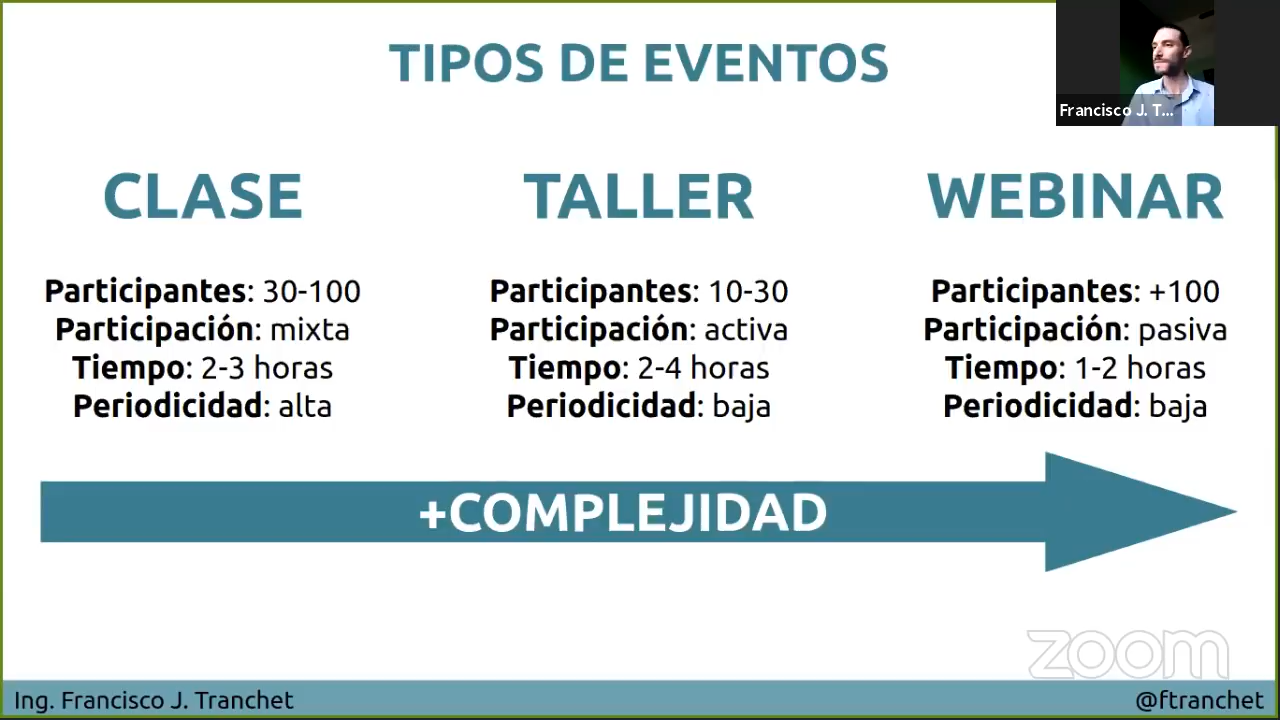 TIPOS DE EVENTOS
Francisco J. T...
CLASE
Participantes: 30-100
Participación: mixta
Tiempo: 2-3 horas
Periodicidad: alta
TALLER
Participantes: 10-30
Participación: activa
Tiempo: 2-4 horas
Periodicidad: baja
WEBINAR
Participantes: +100
Participación: pasiva
Tiempo: 1-2 horas
Periodicidad: baja
+COMPLEJIDAD
zoom
Ing. Francisco J. Tranchet
@ftranchet